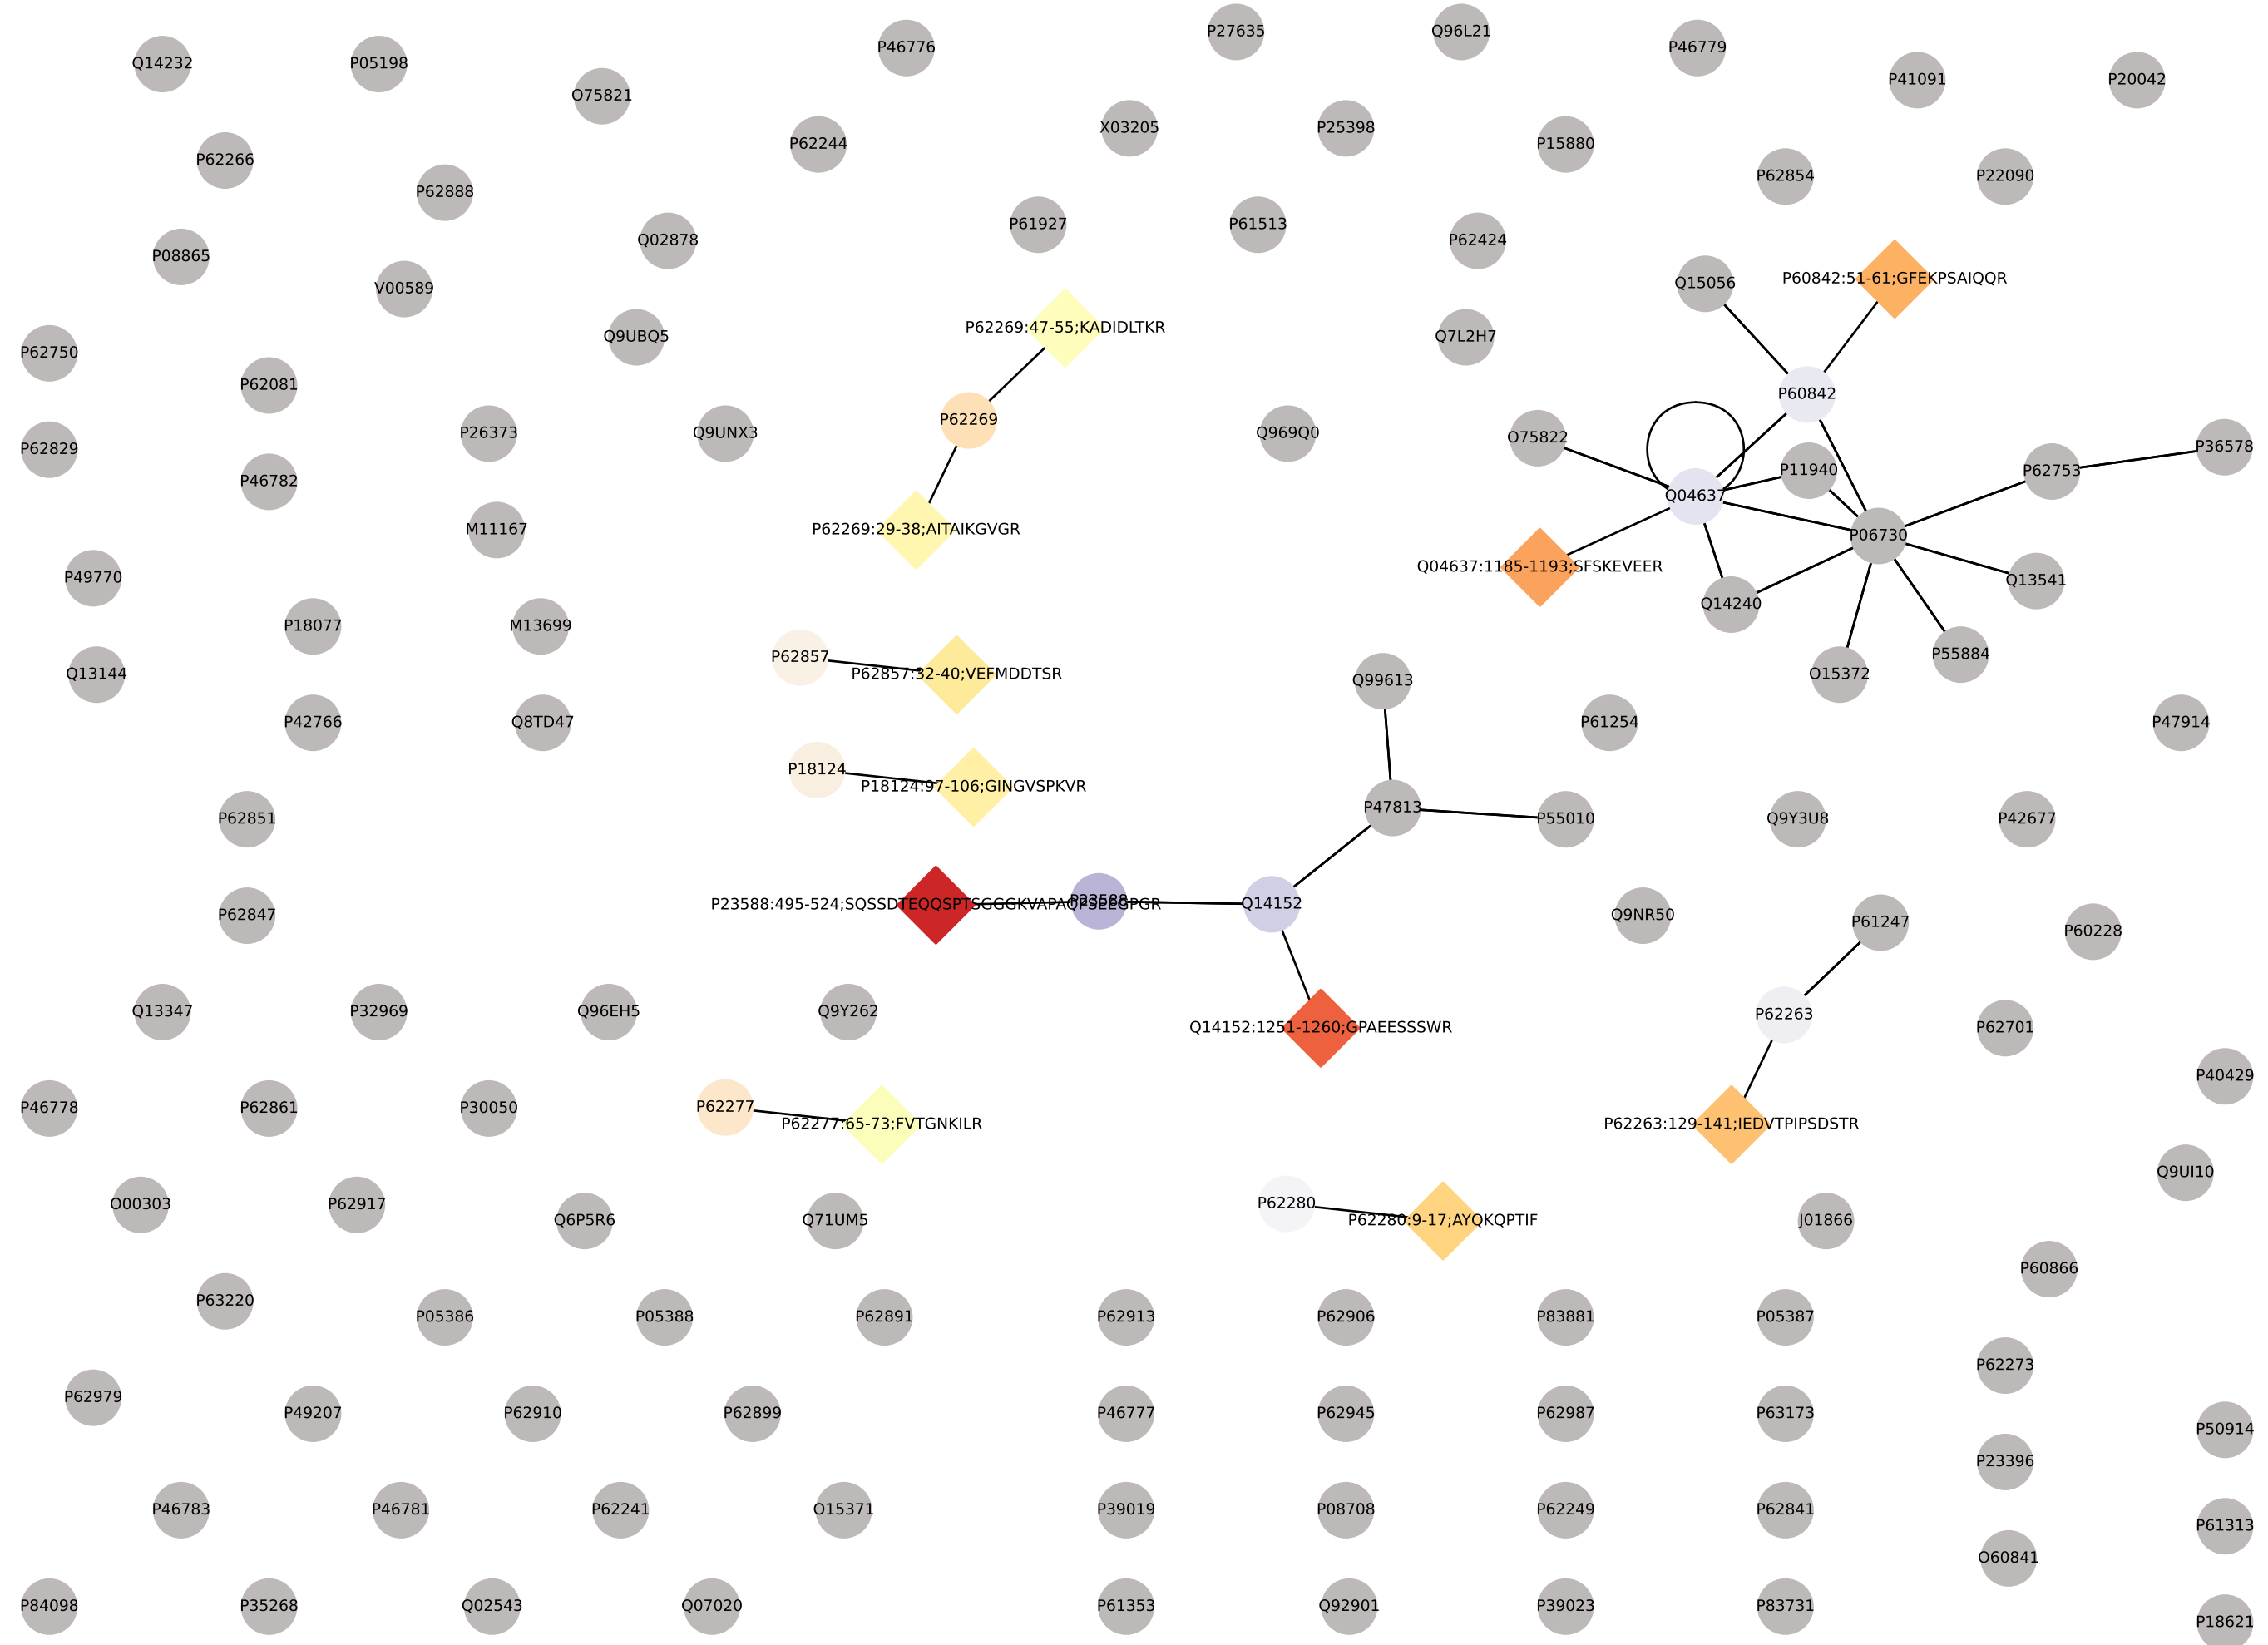 P27635
Q96L21
P46776
P46779
Q14232
P05198
P41091
P20042
O75821
X03205
P25398
P62244
P15880
P62266
P62854
P22090
P62888
P61927
P61513
Q02878
P62424
P08865
P60842:51-61;GFEKPSAIQQR
Q15056
V00589
P62269:47-55;KADIDLTKR
Q9UBQ5
Q7L2H7
P62750
P62081
P60842
P62269
P26373
Q9UNX3
Q969Q0
O75822
P36578
P62829
P11940
P62753
P46782
Q04637
M11167
P62269:29-38;AITAIKGVGR
P06730
Q04637:1185-1193;SFSKEVEER
P49770
Q13541
Q14240
P18077
M13699
P62857
P55884
Q13144
P62857:32-40;VEFMDDTSR
O15372
Q99613
P42766
Q8TD47
P61254
P47914
P18124
P18124:97-106;GINGVSPKVR
P47813
P62851
P55010
Q9Y3U8
P42677
P23588:495-524;SQSSDTEQQSPTSGGGKVAPAQPSEEGPGR
P23588
Q14152
P62847
Q9NR50
P61247
P60228
Q13347
P32969
Q96EH5
Q9Y262
P62263
Q14152:1251-1260;GPAEESSSWR
P62701
P40429
P46778
P62861
P30050
P62277
P62277:65-73;FVTGNKILR
P62263:129-141;IEDVTPIPSDSTR
Q9UI10
O00303
P62917
P62280
Q6P5R6
Q71UM5
P62280:9-17;AYQKQPTIF
J01866
P60866
P63220
P05386
P05388
P62891
P62913
P62906
P83881
P05387
P62273
P62979
P49207
P62910
P62899
P46777
P62945
P62987
P63173
P50914
P23396
P46783
P46781
P62241
O15371
P39019
P08708
P62249
P62841
P61313
O60841
P84098
P35268
Q02543
Q07020
P61353
Q92901
P39023
P83731
P18621